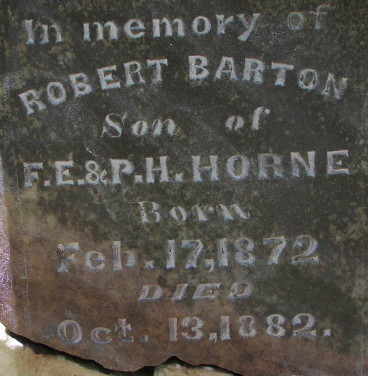 In memory of
ROBERT BARTON
Son of
F.E.&P.H. HORNE
Born
Feb. 17, 1872
DIED
Oct. 13, 1882.